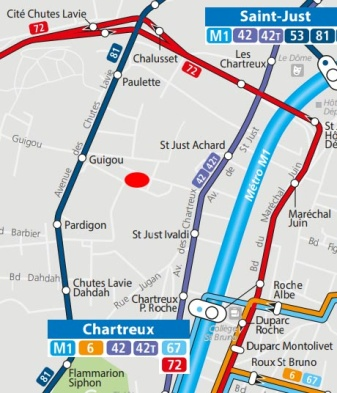 Cité Chutes Lavie
Saint-Just
M1 42 42T 53 81
72
Chalusset
72
81
Les
Chartreux
Le Dôme
Paulette
Lavie
Chutes
des
Avenue
Guigou
Guigou
St Just Achard
St Just
de
Av.
42 42T
Métro M1
Maréchal
Juin
Bd du Maréchal Juin
Pardigon
Barbier
Bd
St Just Ivaldi
Av. des Chartreux
Bd Dahdah
Chutes Lavie
Dahdah
Rue Jugan
Chartreux
P. Roche
Roche
Albe
Collège
St Bruno
Duparc
Roche
Chartreux
M1 6 42 42T 67
72
Duparc Montolivet
Roux St Bruno
6 67
81
Flammarion
Siphon